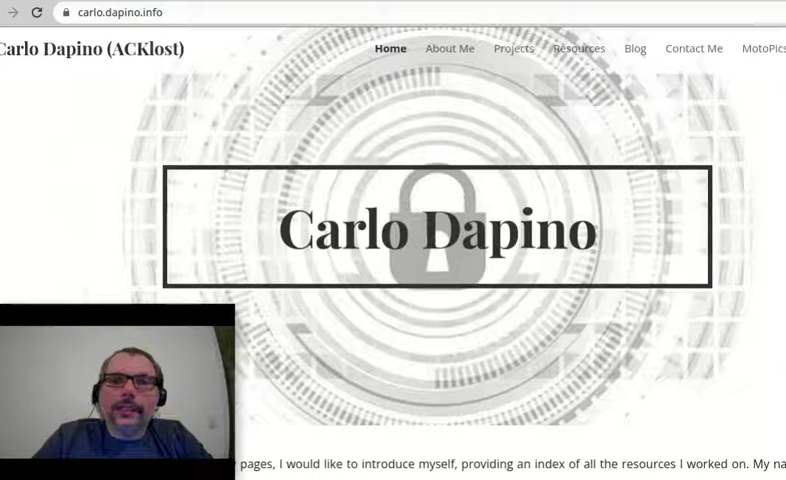 carlo.dapino.info
Carlo Dapino (ACKlost)
Home About Me Projects Resources Blog Contact Me MotoPics
Carlo Dapino
pages, I would like to introduce myself, providing an index of all the resources I worked on. My